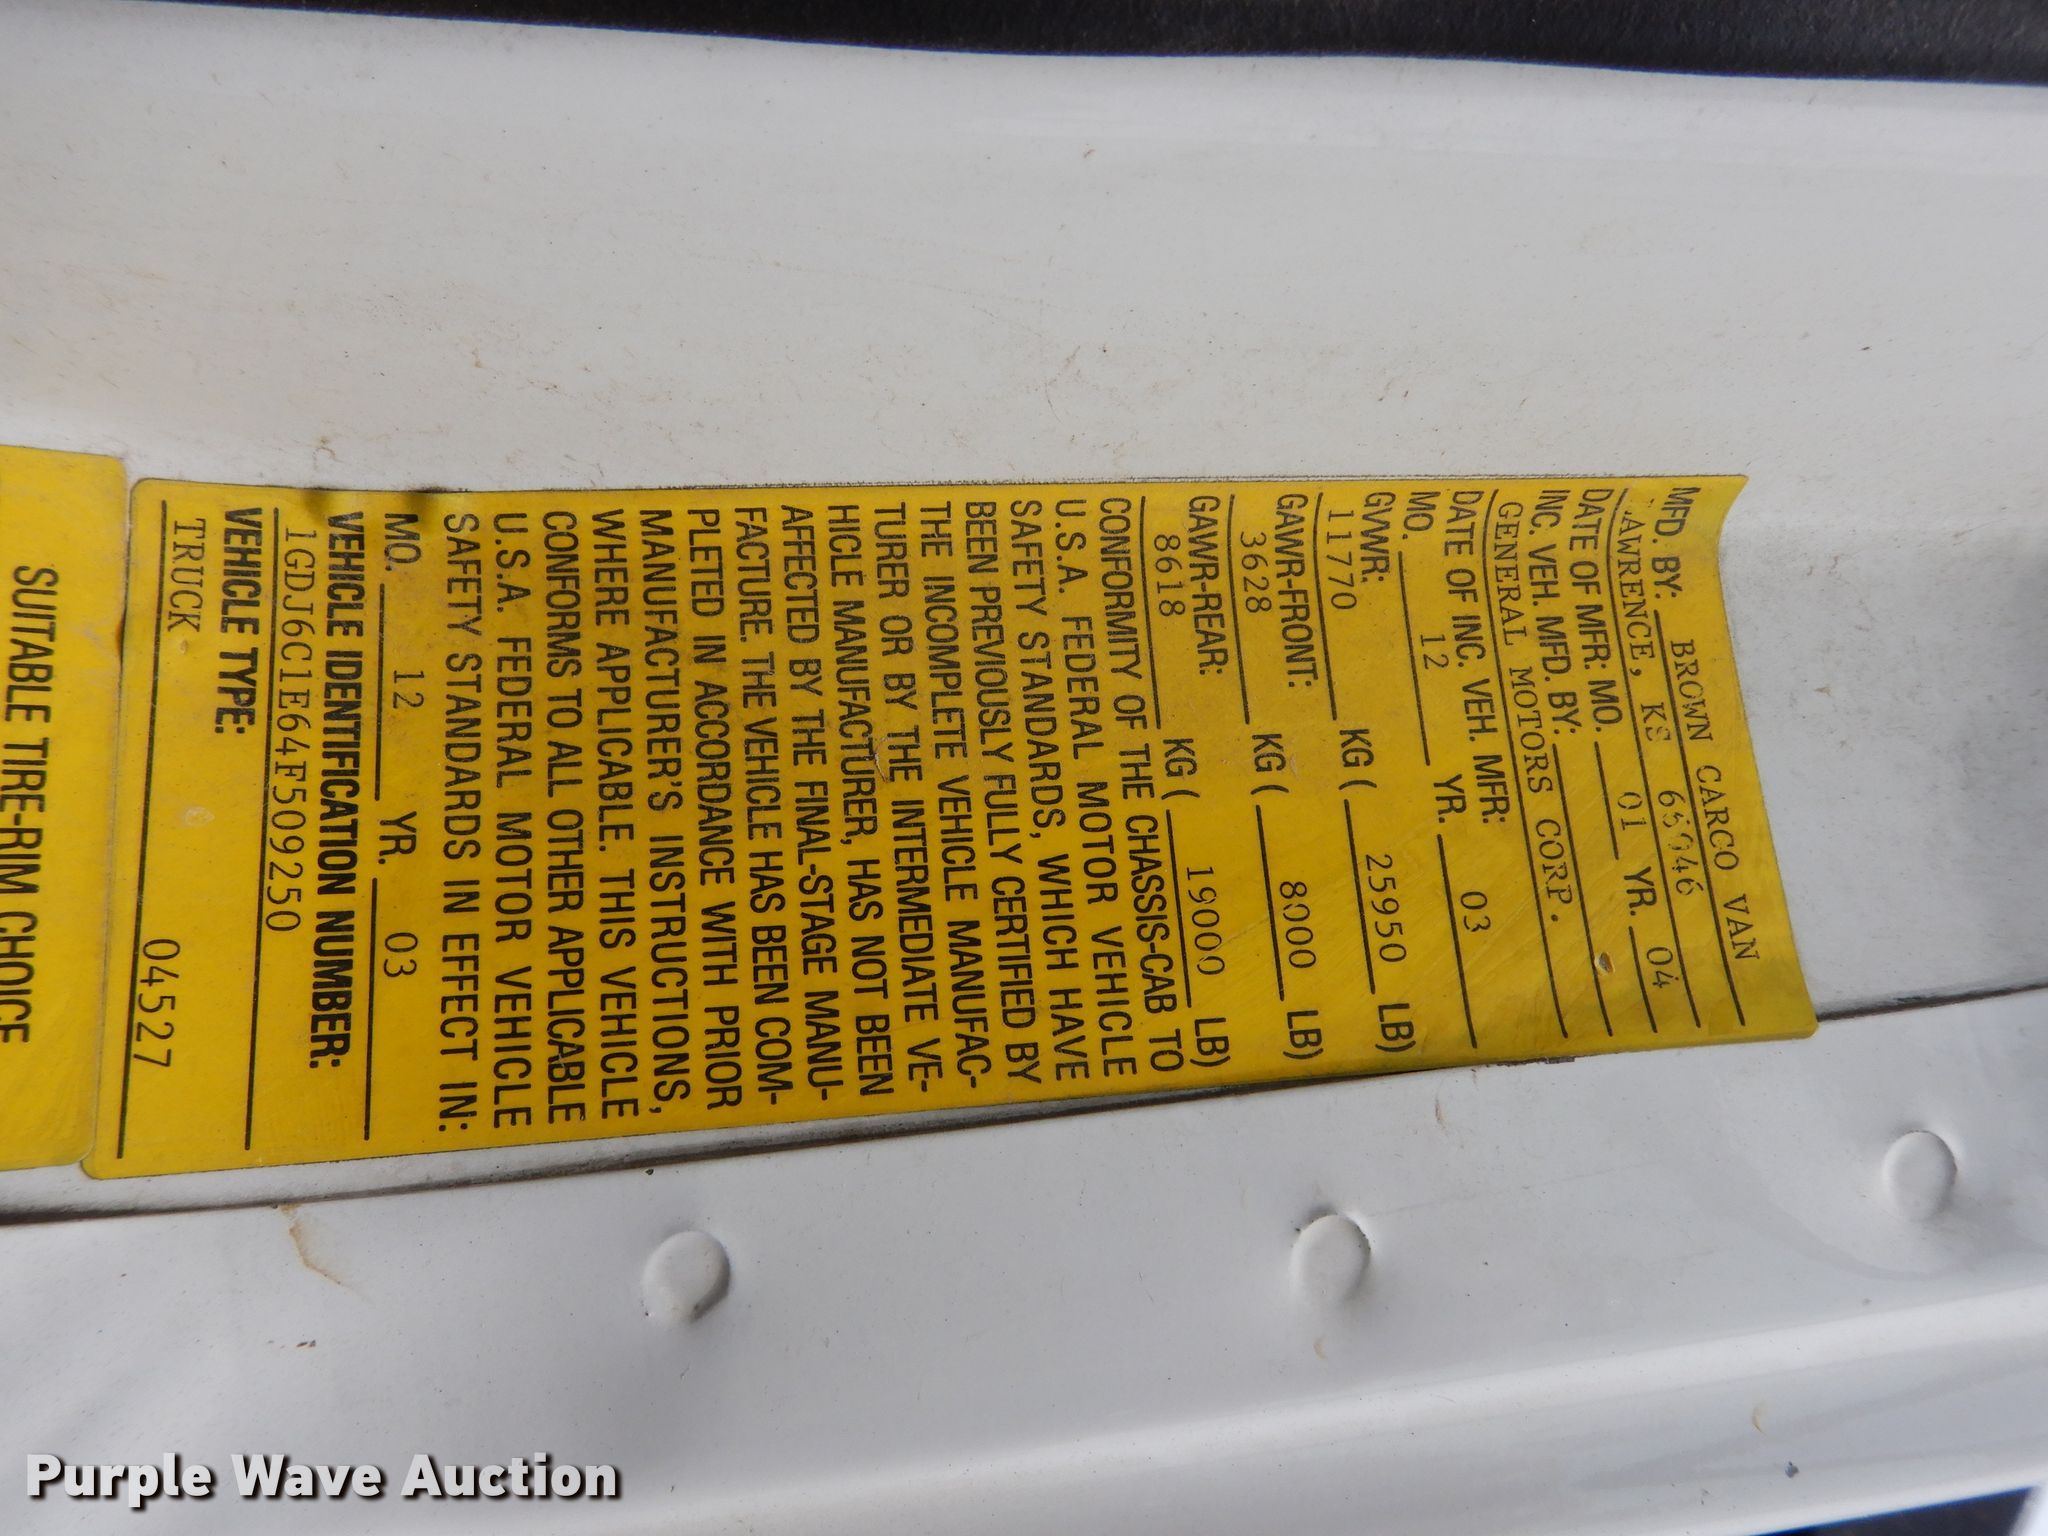 MFD. BY: BROWN CARCO VAN
AWRENCE, KS 66046
DATE OF MFR: MO. 01 YR. 04
INC. VEH. MFD. BY:
GENERAL MOTORS CORP.
DATE OF INC. VEH. MFR:
MO. 12 YR. 03
GVWR:
11770 KG ( 25950 LB)
GAWR-FRONT:
3628 KG ( 8000 LB)
GAWR-REAR:
8618 KG ( 19000 LB)
CONFORMITY OF THE CHASSIS-CAB TO
U.S.A. FEDERAL MOTOR VEHICLE
SAFETY STANDARDS, WHICH HAVE
BEEN PREVIOUSLY FULLY CERTIFIED BY
THE INCOMPLETE VEHICLE MANUFAC-
TURER OR BY THE INTERMEDIATE VE-
HICLE MANUFACTURER, HAS NOT BEEN
AFFECTED BY THE FINAL-STAGE MANU-
FACTURE. THE VEHICLE HAS BEEN COM-
PLETED IN ACCORDANCE WITH PRIOR
MANUFACTURER'S INSTRUCTIONS,
WHERE APPLICABLE. THIS VEHICLE
CONFORMS TO ALL OTHER APPLICABLE
U.S.A. FEDERAL MOTOR VEHICLE
SAFETY STANDARDS IN EFFECT IN:
MO. 12 YR. 03
VEHICLE IDENTIFICATION NUMBER:
1GDJ6C1E64F509250
VEHICLE TYPE:
TRUCK 04527
SUITABLE TIRE-RIM CHOICE
Purple Wave Auction